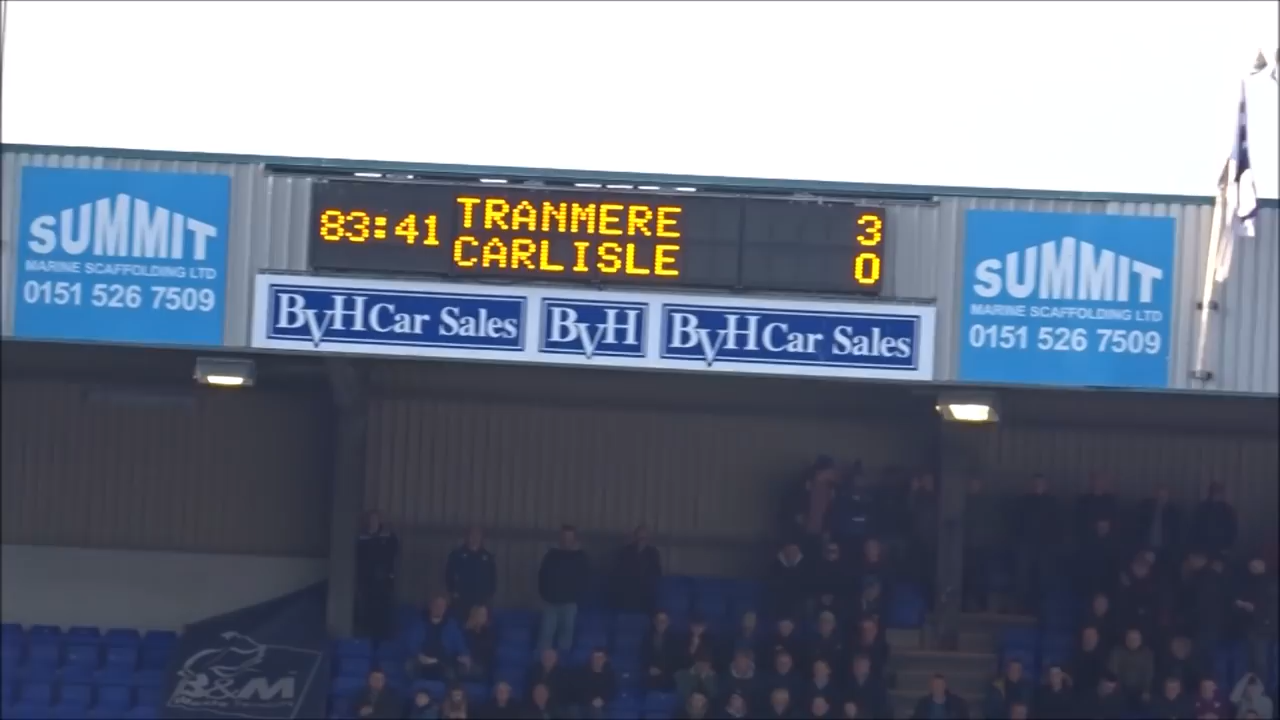 SUMMIT
MARINE SCAFFOLDING LTD
0151 526 7509
83:41
TRANMERE 3
CARLISLE 0
BVH Car Sales
BVH
BVH Car Sales
SUMMIT
MARINE SCAFFOLDING LTD
0151 526 7509
B&M